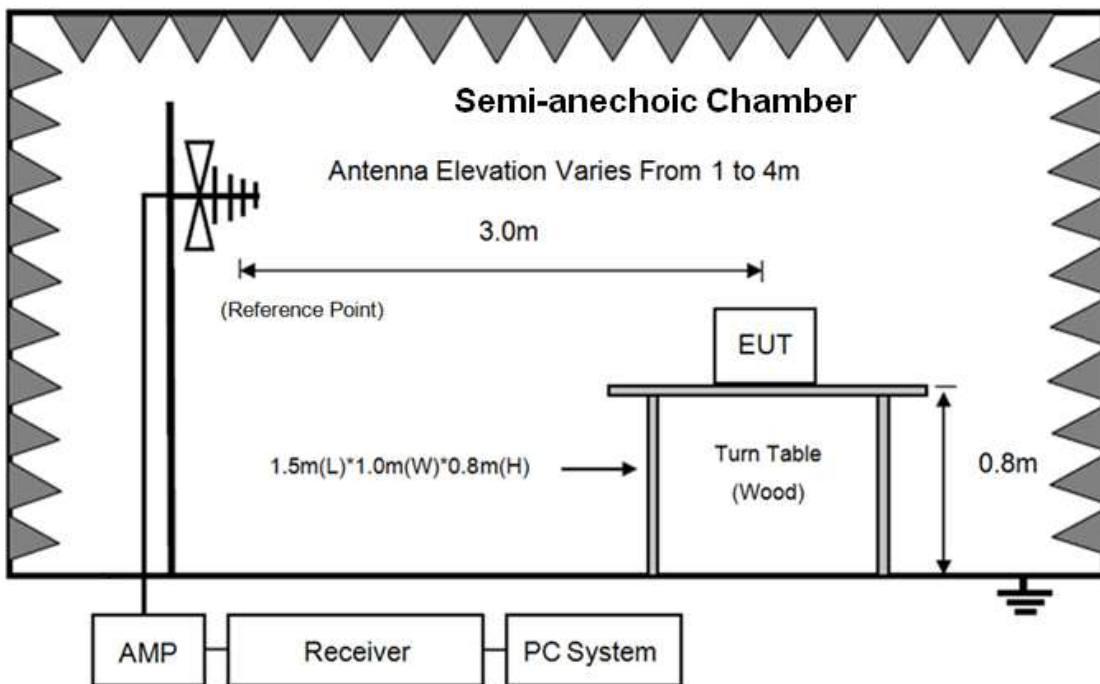 Semi-anechoic Chamber
Antenna Elevation Varies From 1 to 4m
3.0m
(Reference Point)
EUT
1.5m(L)*1.0m(W)*0.8m(H)
Turn Table
(Wood)
0.8m
AMP
Receiver
PC System